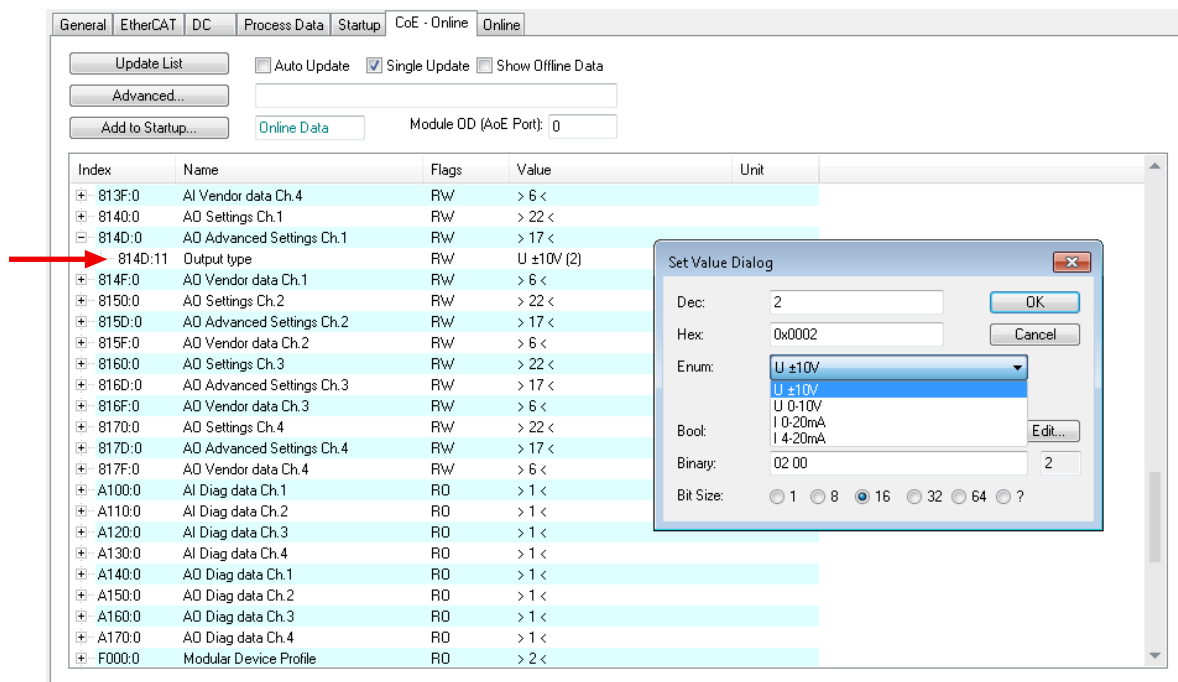 General EtherCAT DC Process Data Startup CoE - Online Online
Update List Auto Update Single Update Show Offline Data
Advanced...
Add to Startup... Online Data Module OD (AoE Port): 0
Index Name Flags Value Unit
813F:0 AI Vendor data Ch.4 RW > 6 <
8140:0 AO Settings Ch.1 RW > 22 <
814D:0 AO Advanced Settings Ch.1 RW > 17 <
814D:11 Output type RW U ±10V (2)
814F:0 AO Vendor data Ch.1 RW > 6 <
8150:0 AO Settings Ch.2 RW > 22 <
815D:0 AO Advanced Settings Ch.2 RW > 17 <
815F:0 AO Vendor data Ch.2 RW > 6 <
8160:0 AO Settings Ch.3 RW > 22 <
816D:0 AO Advanced Settings Ch.3 RW > 17 <
816F:0 AO Vendor data Ch.3 RW > 6 <
8170:0 AO Settings Ch.4 RW > 22 <
817D:0 AO Advanced Settings Ch.4 RW > 17 <
817F:0 AO Vendor data Ch.4 RW > 6 <
A100:0 AI Diag data Ch.1 RO > 1 <
A110:0 AI Diag data Ch.2 RO > 1 <
A120:0 AI Diag data Ch.3 RO > 1 <
A130:0 AI Diag data Ch.4 RO > 1 <
A140:0 AO Diag data Ch.1 RO > 1 <
A150:0 AO Diag data Ch.2 RO > 1 <
A160:0 AO Diag data Ch.3 RO > 1 <
A170:0 AO Diag data Ch.4 RO > 1 <
F000:0 Modular Device Profile RO > 2 <
Set Value Dialog
Dec: 2 OK
Hex: 0x0002 Cancel
Enum: U ±10V
U ±10V
U 0-10V
I 0-20mA
I 4-20mA
Bool: Edit...
Binary: 02 00 2
Bit Size: 1 8 16 32 64 ?